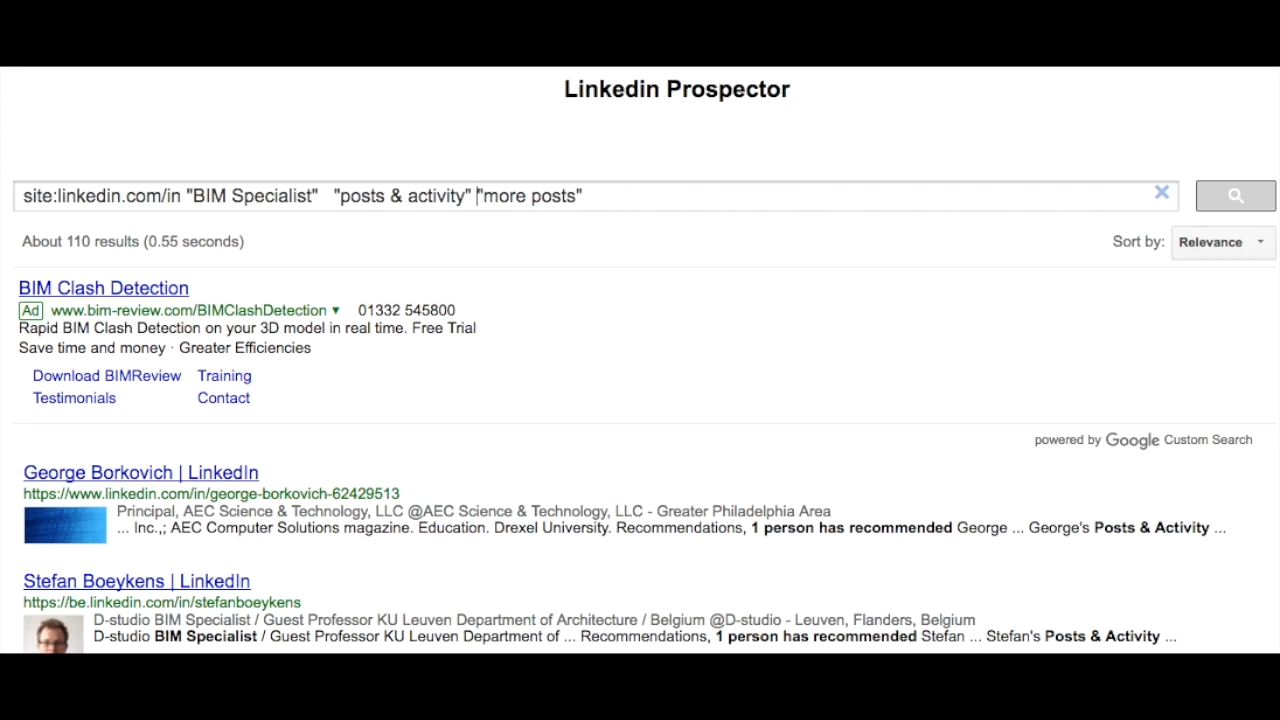 Linkedin Prospector
site:linkedin.com/in "BIM Specialist"   "posts & activity" "more posts"
About 110 results (0.55 seconds)
Sort by: Relevance
BIM Clash Detection
Ad www.bim-review.com/BIMClashDetection ▼ 01332 545800
Rapid BIM Clash Detection on your 3D model in real time. Free Trial
Save time and money · Greater Efficiencies
Download BIMReview Training
Testimonials Contact
powered by Google Custom Search
George Borkovich | LinkedIn
https://www.linkedin.com/in/george-borkovich-62429513
Principal, AEC Science & Technology, LLC @AEC Science & Technology, LLC - Greater Philadelphia Area
... Inc.,; AEC Computer Solutions magazine. Education. Drexel University. Recommendations, 1 person has recommended George ... George's Posts & Activity ...
Stefan Boeykens | LinkedIn
https://be.linkedin.com/in/stefanboeykens
D-studio BIM Specialist / Guest Professor KU Leuven Department of Architecture / Belgium @D-studio - Leuven, Flanders, Belgium
D-studio BIM Specialist / Guest Professor KU Leuven Department of ... Recommendations, 1 person has recommended Stefan ... Stefan's Posts & Activity ...